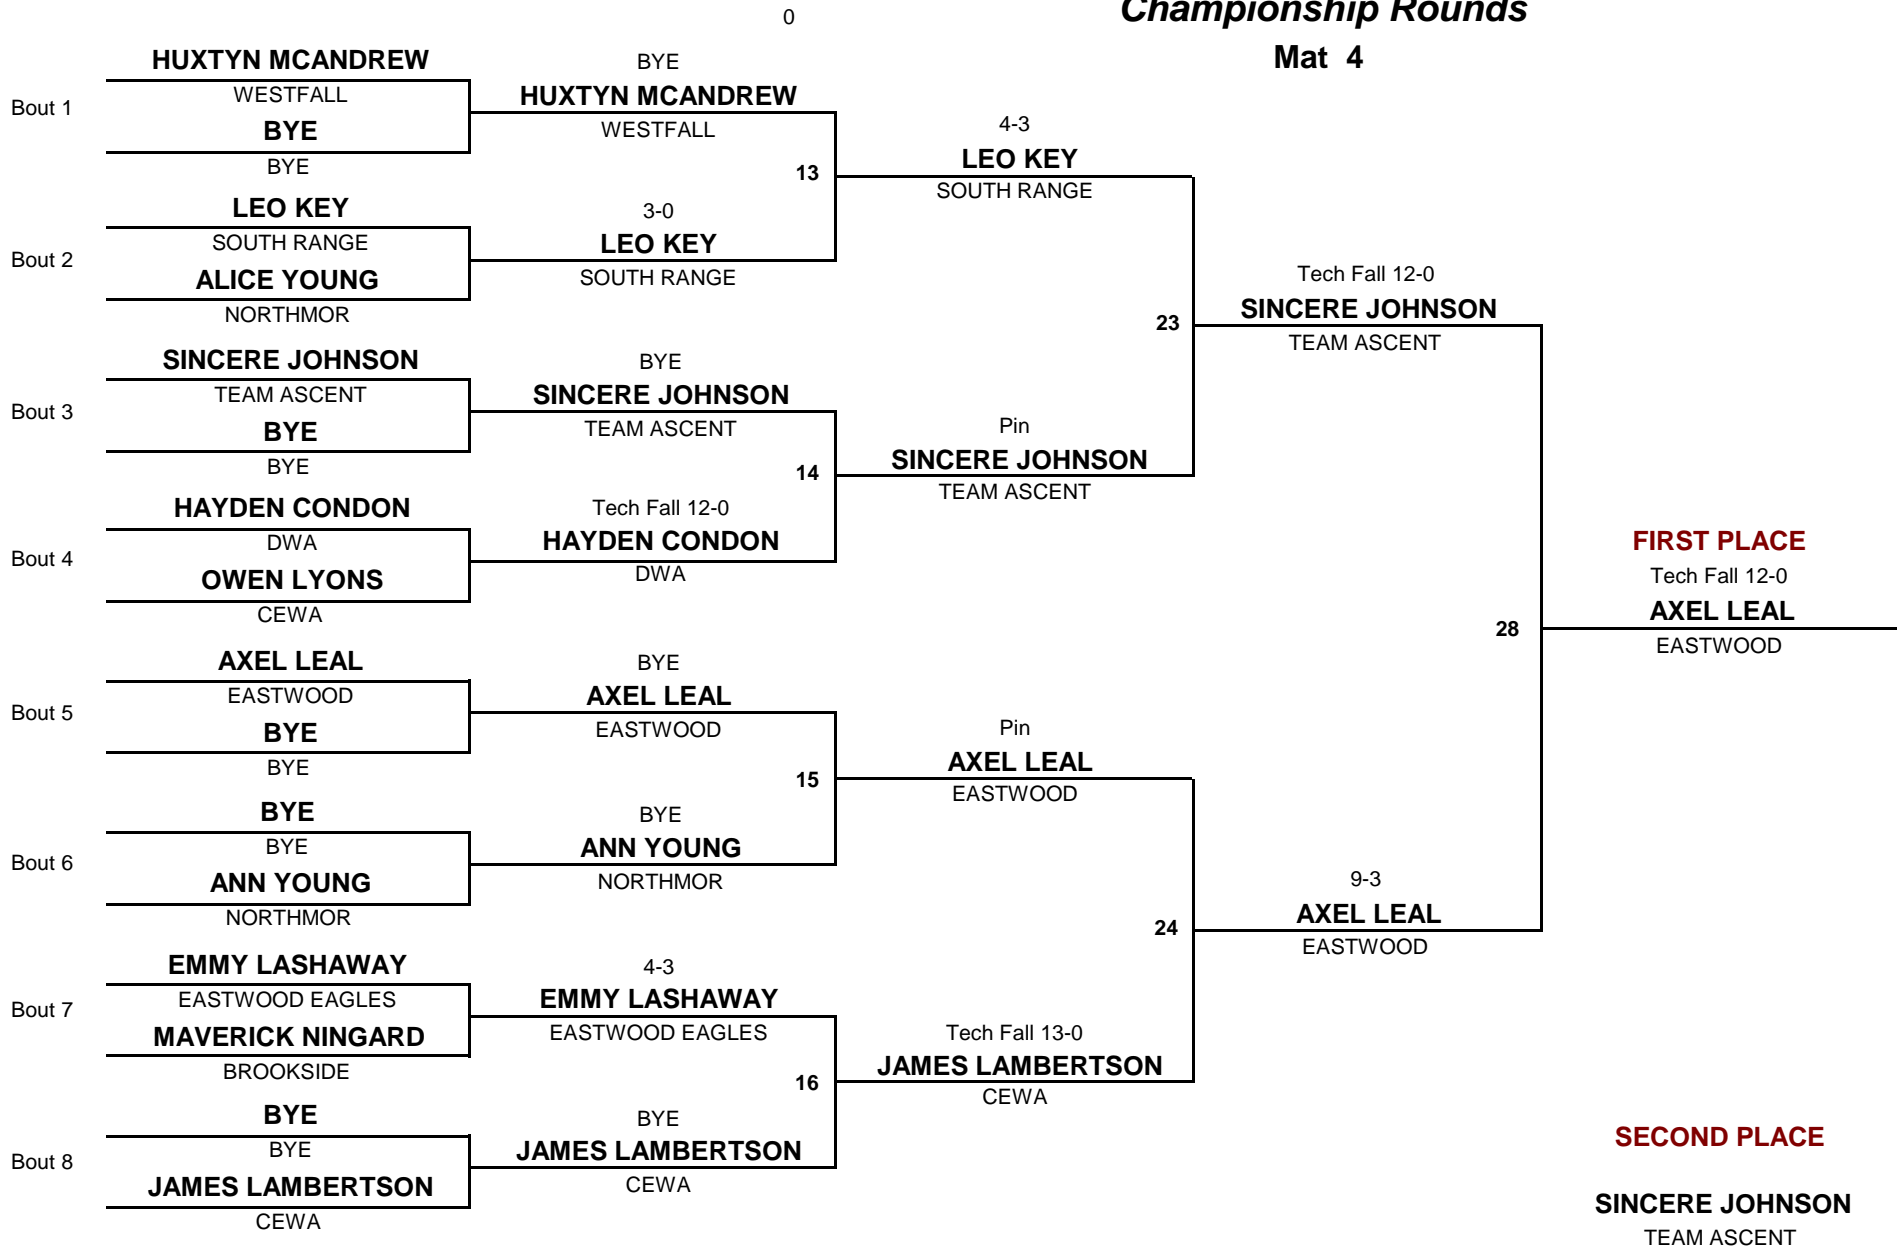 0
Championship Rounds
Mat 4
Bout 1
HUXTYN MCANDREW
WESTFALL
BYE
BYE
Bout 2
LEO KEY
SOUTH RANGE
ALICE YOUNG
NORTHMOR
Bout 3
SINCERE JOHNSON
TEAM ASCENT
BYE
BYE
Bout 4
HAYDEN CONDON
DWA
OWEN LYONS
CEWA
Bout 5
AXEL LEAL
EASTWOOD
BYE
BYE
Bout 6
BYE
BYE
ANN YOUNG
NORTHMOR
Bout 7
EMMY LASHAWAY
EASTWOOD EAGLES
MAVERICK NINGARD
BROOKSIDE
Bout 8
BYE
BYE
JAMES LAMBERTSON
CEWA
BYE
HUXTYN MCANDREW
WESTFALL
13
3-0
LEO KEY
SOUTH RANGE
BYE
SINCERE JOHNSON
TEAM ASCENT
14
Tech Fall 12-0
HAYDEN CONDON
DWA
BYE
AXEL LEAL
EASTWOOD
15
BYE
ANN YOUNG
NORTHMOR
4-3
EMMY LASHAWAY
EASTWOOD EAGLES
16
BYE
JAMES LAMBERTSON
CEWA
4-3
LEO KEY
SOUTH RANGE
23
Pin
SINCERE JOHNSON
TEAM ASCENT
Pin
AXEL LEAL
EASTWOOD
24
Tech Fall 13-0
JAMES LAMBERTSON
CEWA
Tech Fall 12-0
SINCERE JOHNSON
TEAM ASCENT
28
9-3
AXEL LEAL
EASTWOOD
FIRST PLACE
Tech Fall 12-0
AXEL LEAL
EASTWOOD
SECOND PLACE
SINCERE JOHNSON
TEAM ASCENT